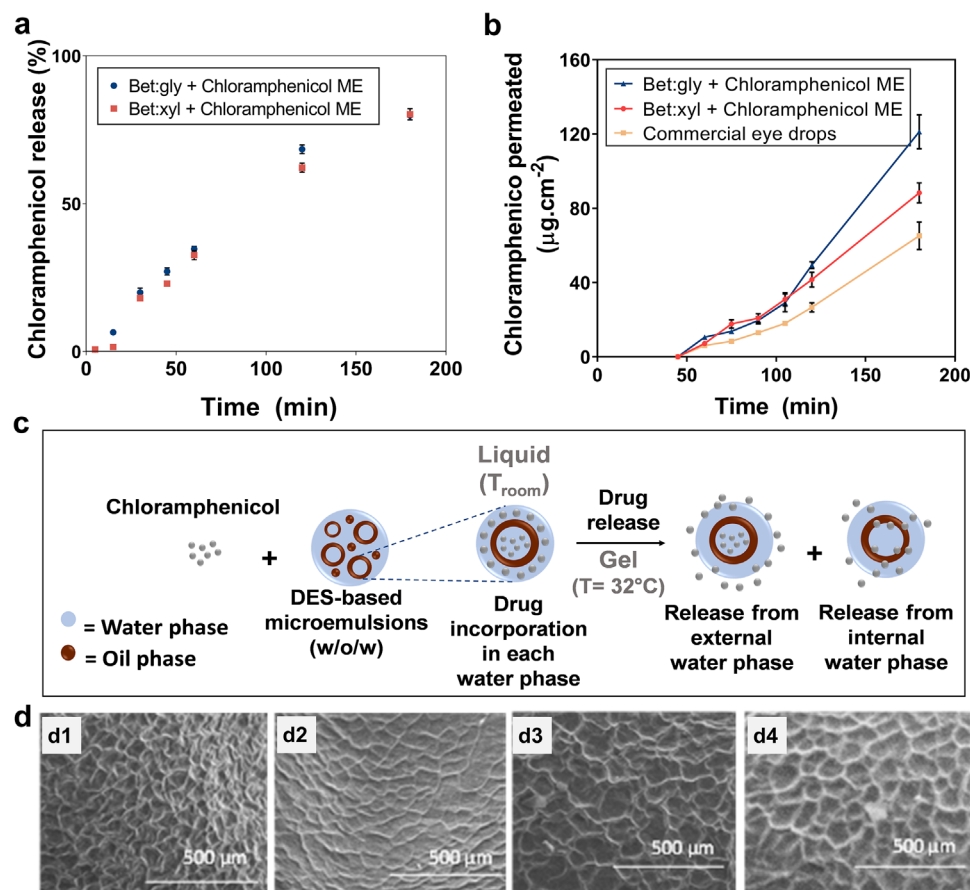 a
Chloramphenicol release (%)
100
50
0
Bet:gly + Chloramphenicol ME
Bet:xyl + Chloramphenicol ME
0
50
100
150
200
Time (min)
b
Chloramphenico permeated
(μg.cm⁻²)
160
120
80
40
0
Bet:gly + Chloramphenicol ME
Bet:xyl + Chloramphenicol ME
Commercial eye drops
0
50
100
150
200
Time (min)
c
Chloramphenicol
+
= Water phase
= Oil phase
DES-based
microemulsions
(w/o/w)
Liquid
(Troom)
Drug
incorporation
in each
water phase
Drug
release
Gel
(T= 32°C)
Release from
external
water phase
+
Release from
internal
water phase
d
d1
500 μm
d2
500 μm
d3
500 μm
d4
500 μm